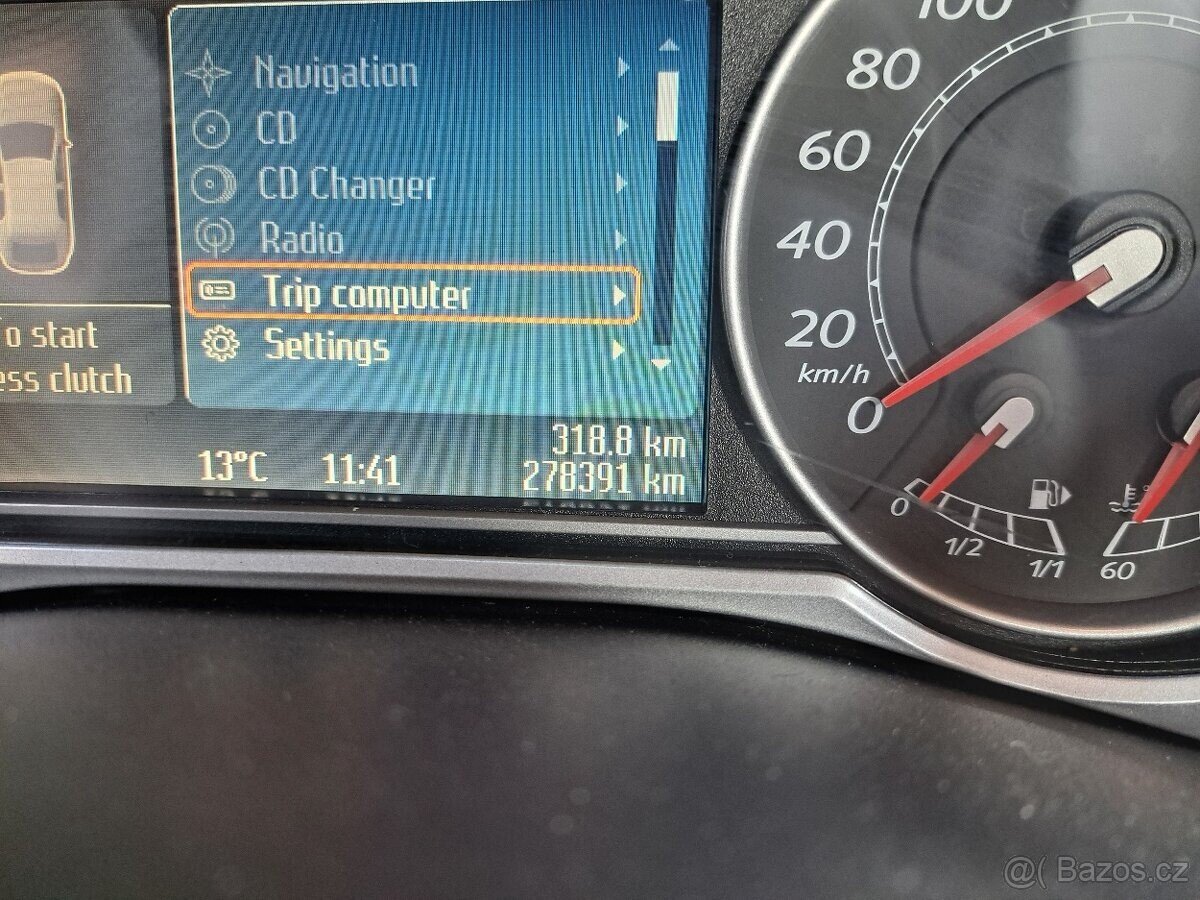 Navigation
CD
CD Changer
Radio
Trip computer
Settings
To start
ess clutch
318.8 km
13°C 11:41 278391 km
100
80
60
40
20
km/h
0
0
1/2
1/1
60
@( Bazos.cz